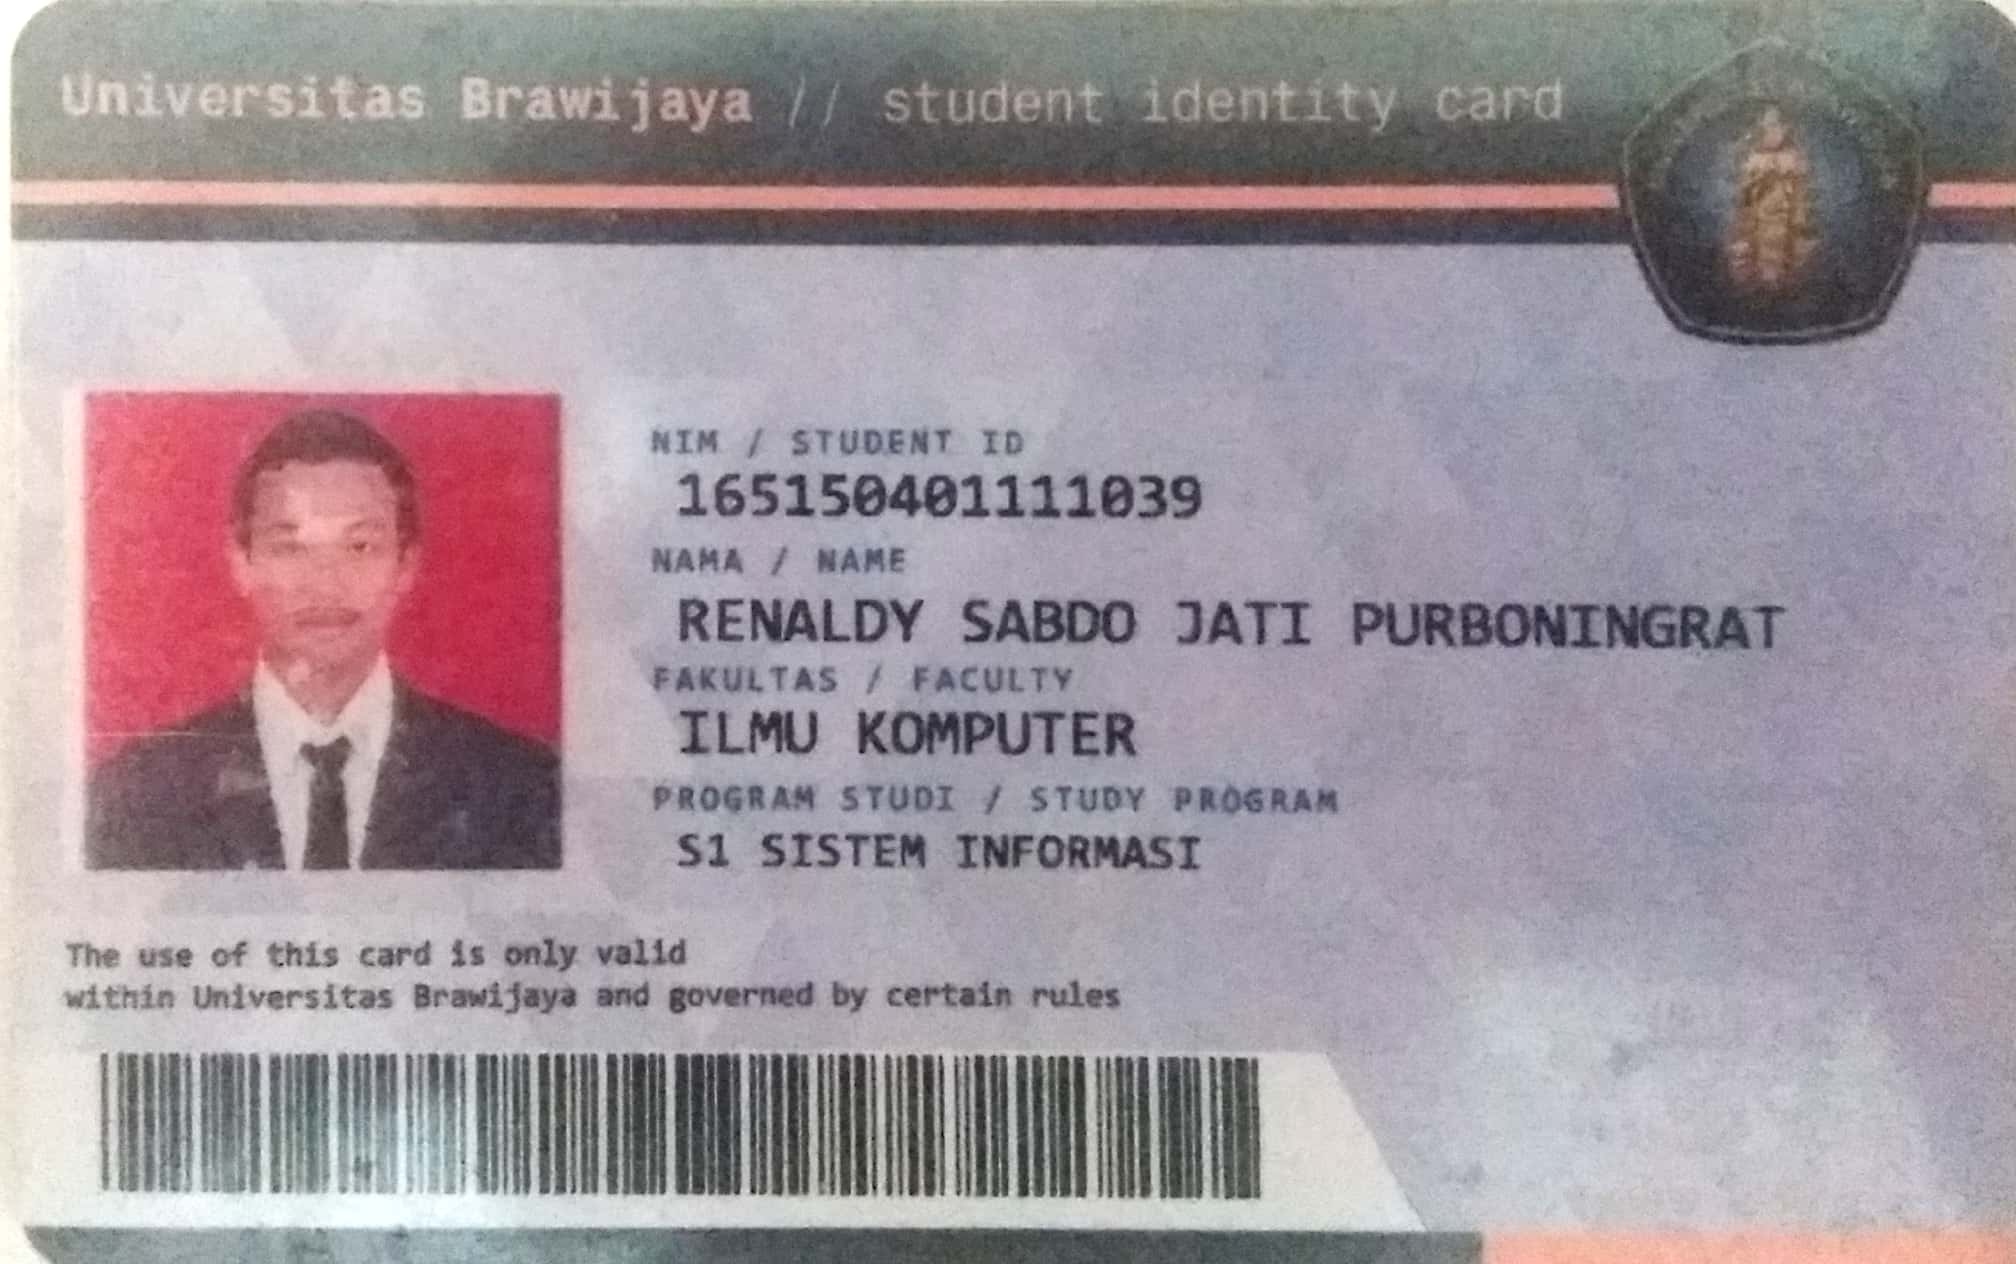 Universitas Brawijaya // student identity card
NIM / STUDENT ID
165150401111039
NAMA / NAME
RENALDY SABDO JATI PURBONINGRAT
FAKULTAS / FACULTY
ILMU KOMPUTER
PROGRAM STUDI / STUDY PROGRAM
S1 SISTEM INFORMASI
The use of this card is only valid
within Universitas Brawijaya and governed by certain rules